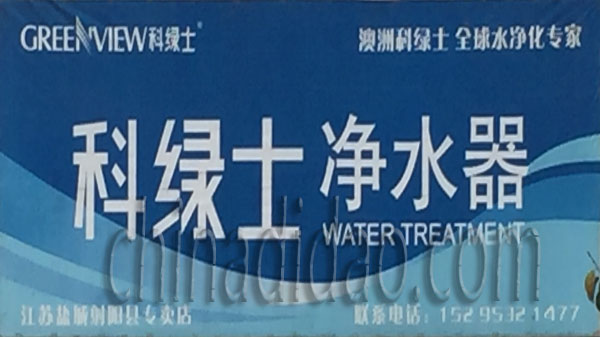 GREENVIEW科绿士®
澳洲科绿士 全球水净化专家
科绿士 净水器
WATER TREATMENT
chinadidao.com
江苏盐城射阳县专卖店
联系电话：152 9532 1477